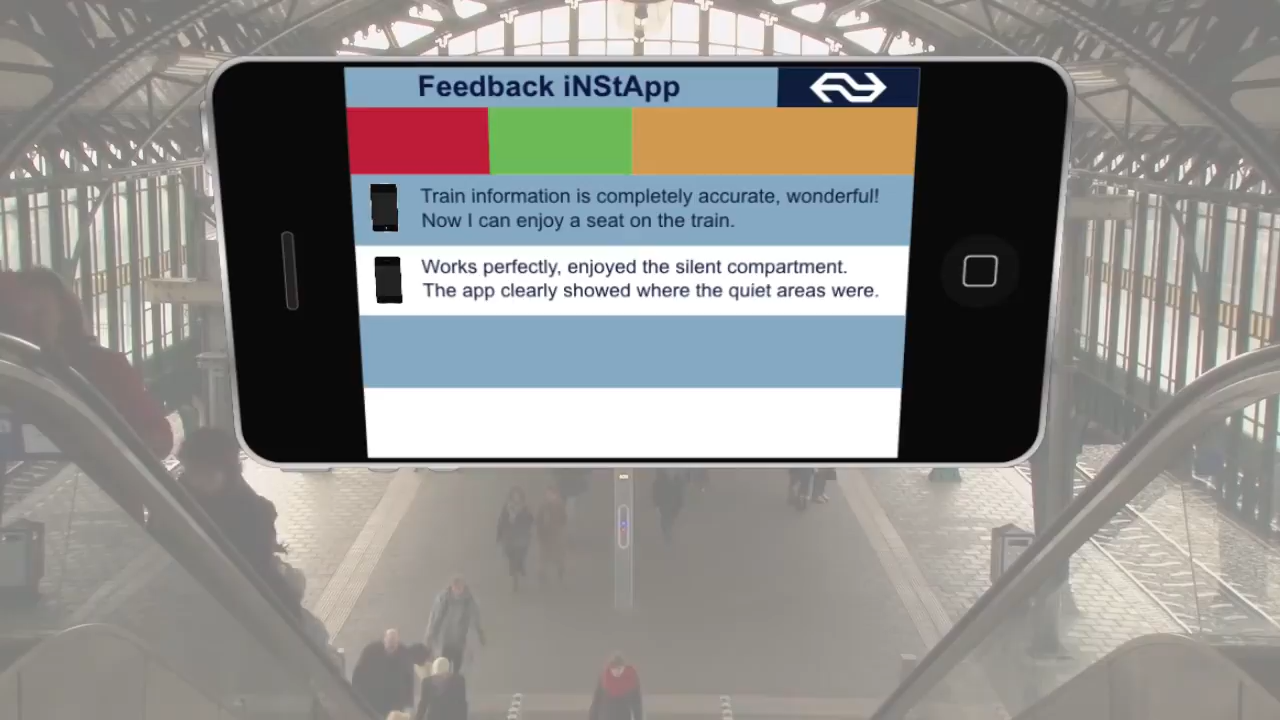 Feedback iNStApp
Train information is completely accurate, wonderful!
Now I can enjoy a seat on the train.
Works perfectly, enjoyed the silent compartment.
The app clearly showed where the quiet areas were.